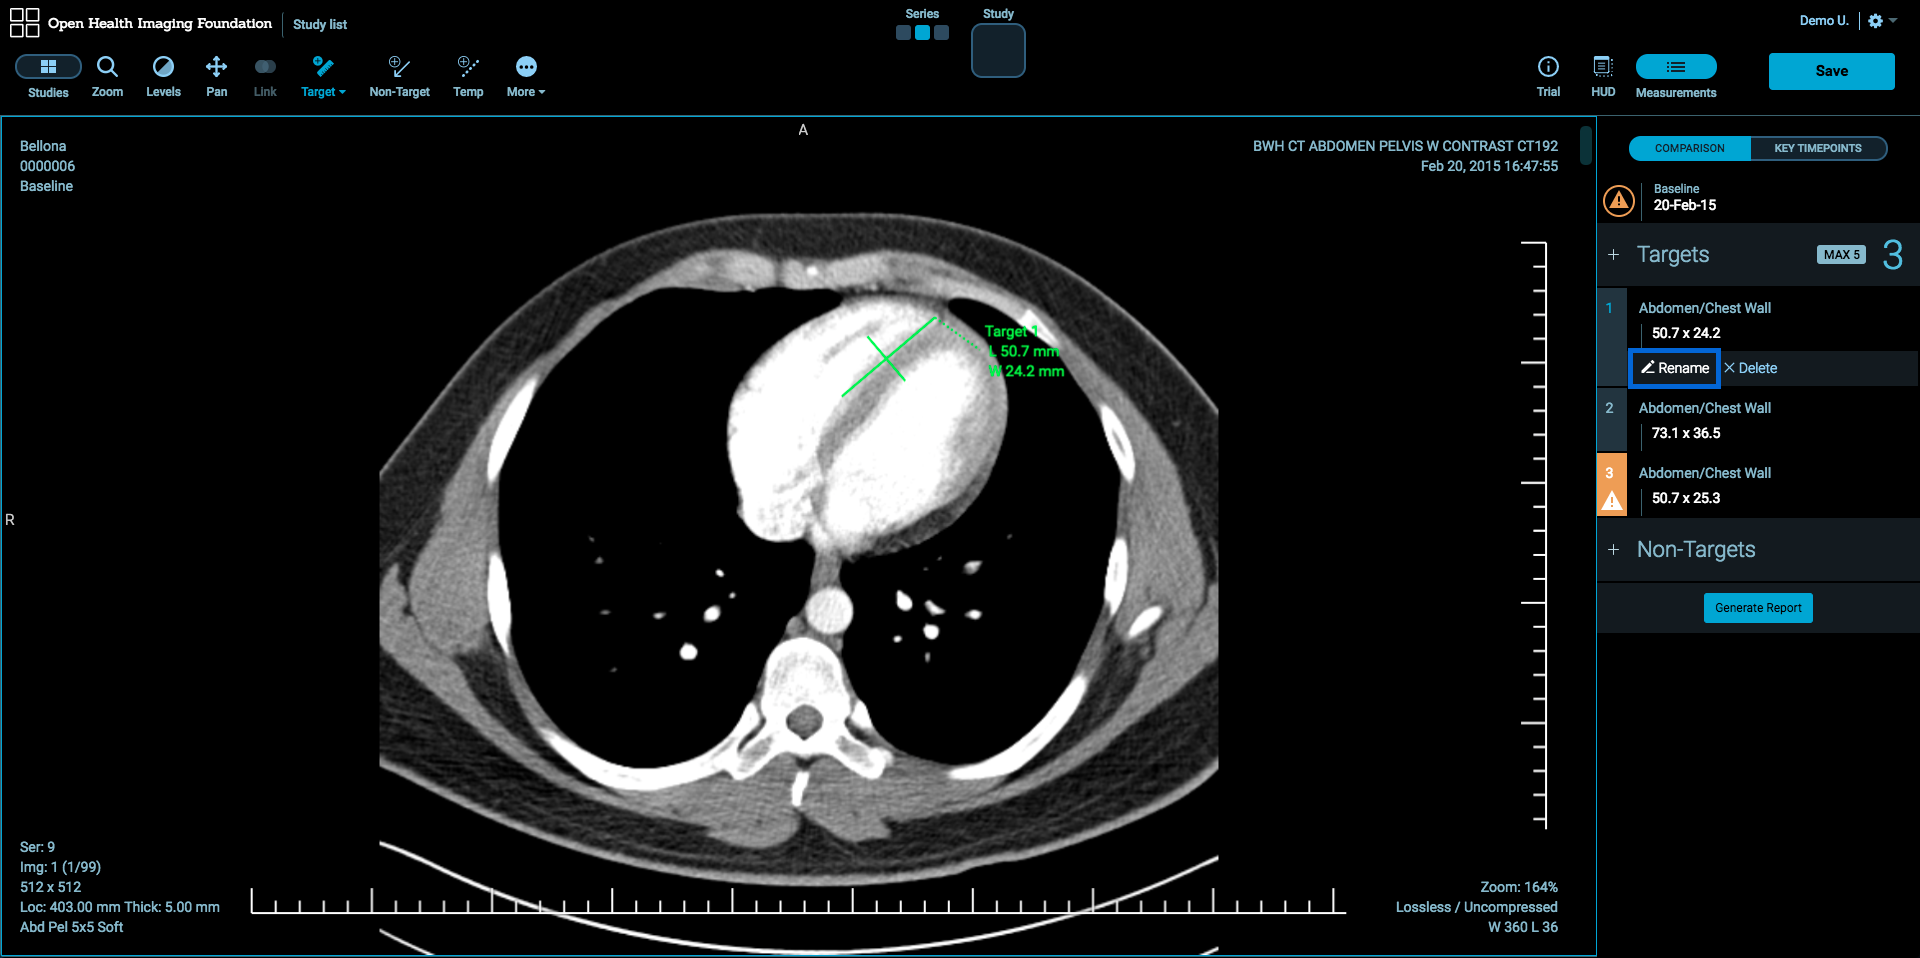 Open Health Imaging Foundation
Study list
Series
Study
Demo U.
Studies
Zoom
Levels
Pan
Link
Target
Non-Target
Temp
More
Trial
HUD
Measurements
Save
Bellona
0000006
Baseline
A
BWH CT ABDOMEN PELVIS W CONTRAST CT192
Feb 20, 2015 16:47:55
R
Target 1
L 50.7 mm
W 24.2 mm
Ser: 9
Img: 1 (1/99)
512 x 512
Loc: 403.00 mm Thick: 5.00 mm
Abd Pel 5x5 Soft
Zoom: 164%
Lossless / Uncompressed
W 360 L 36
COMPARISON
KEY TIMEPOINTS
Baseline
20-Feb-15
+ Targets MAX 5 3
1 Abdomen/Chest Wall
50.7 x 24.2
Rename Delete
2 Abdomen/Chest Wall
73.1 x 36.5
3 Abdomen/Chest Wall
50.7 x 25.3
+ Non-Targets
Generate Report